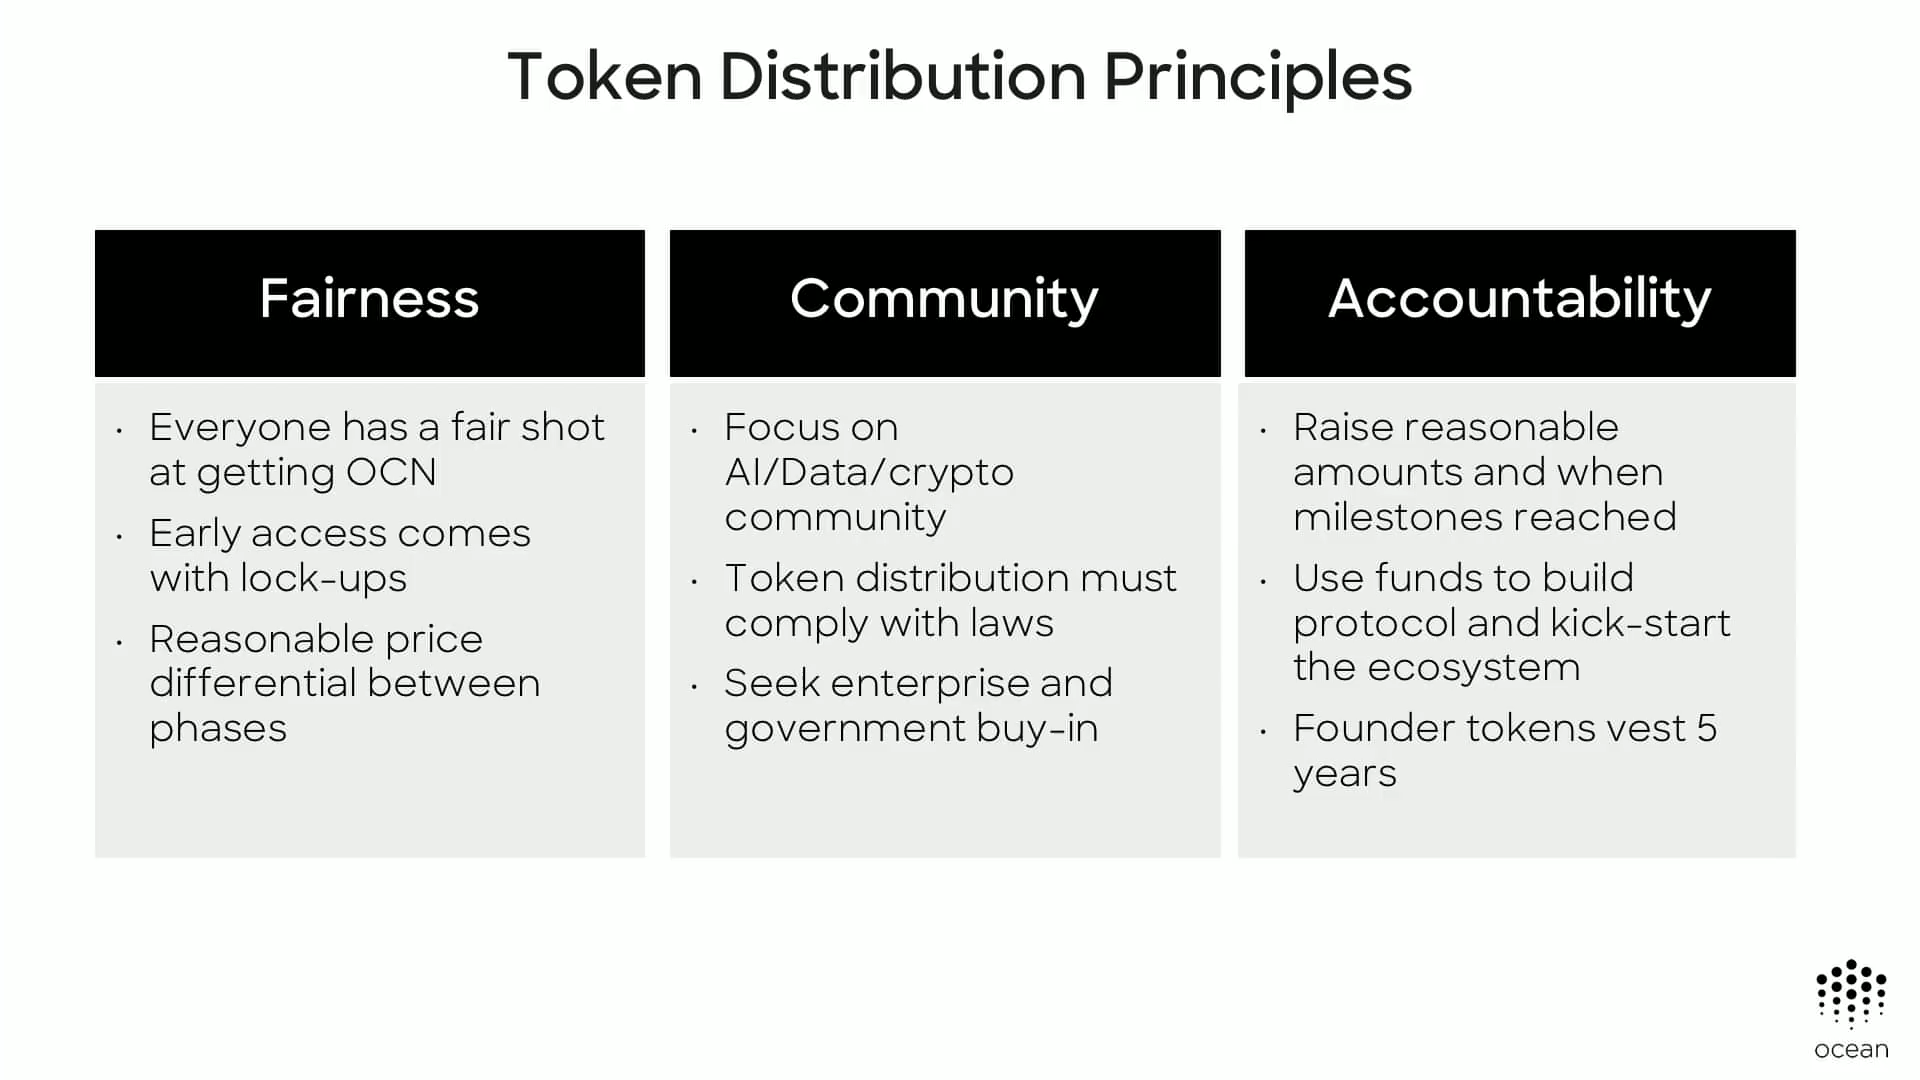 Token Distribution Principles
Fairness
• Everyone has a fair shot
at getting OCN
• Early access comes
with lock-ups
• Reasonable price
differential between
phases
Community
• Focus on
AI/Data/crypto
community
• Token distribution must
comply with laws
• Seek enterprise and
government buy-in
Accountability
• Raise reasonable
amounts and when
milestones reached
• Use funds to build
protocol and kick-start
the ecosystem
• Founder tokens vest 5
years
ocean